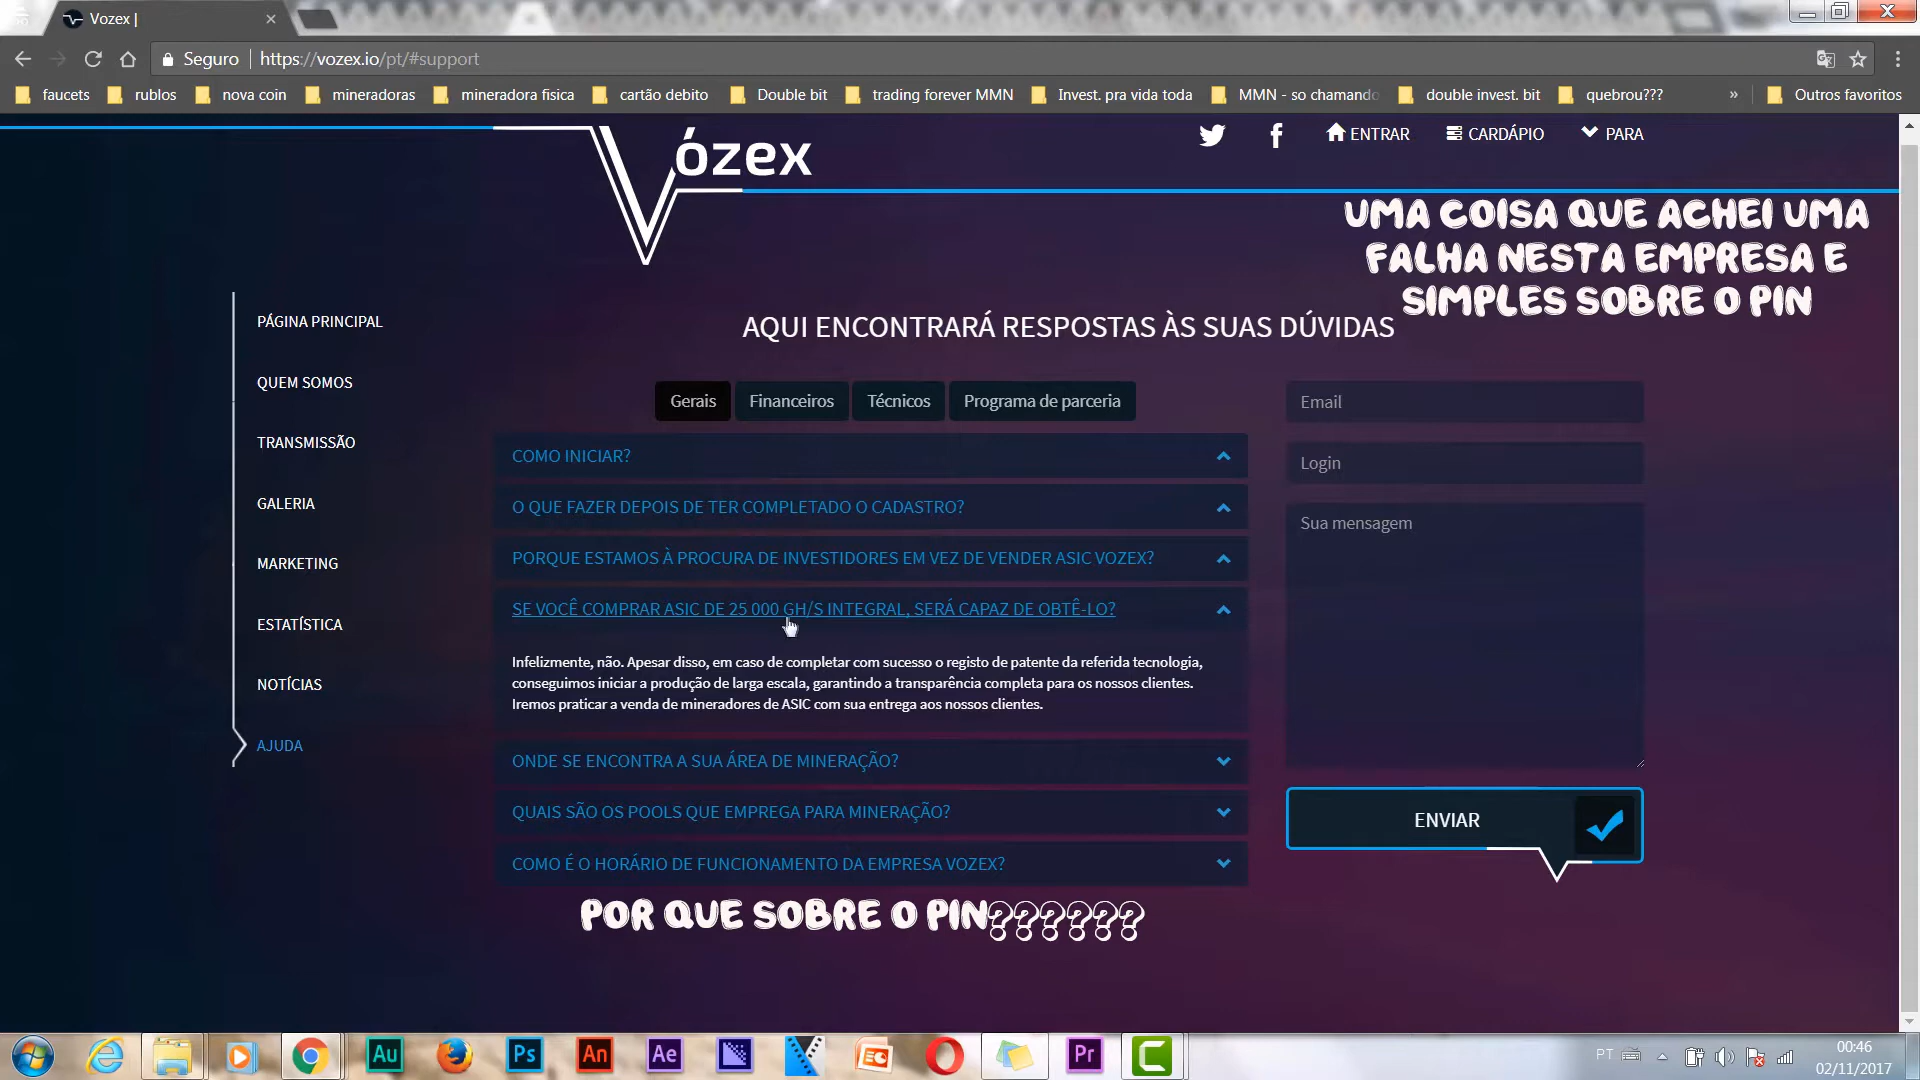 Vozex |
Seguro
https://vozex.io/pt/#support
faucets
rublos
nova coin
mineradoras
mineradora fisica
cartão debito
Double bit
trading forever MMN
Invest. pra vida toda
MMN - so chamando
double invest. bit
quebrou???
»
Outros favoritos
Vózex
ENTRAR
CARDÁPIO
PARA
UMA COISA QUE ACHEI UMA
FALHA NESTA EMPRESA E
SIMPLES SOBRE O PIN
AQUI ENCONTRARÁ RESPOSTAS ÀS SUAS DÚVIDAS
PÁGINA PRINCIPAL
QUEM SOMOS
TRANSMISSÃO
GALERIA
MARKETING
ESTATÍSTICA
NOTÍCIAS
AJUDA
Gerais
Financeiros
Técnicos
Programa de parceria
COMO INICIAR?
O QUE FAZER DEPOIS DE TER COMPLETADO O CADASTRO?
PORQUE ESTAMOS À PROCURA DE INVESTIDORES EM VEZ DE VENDER ASIC VOZEX?
SE VOCÊ COMPRAR ASIC DE 25 000 GH/S INTEGRAL, SERÁ CAPAZ DE OBTÊ-LO?
Infelizmente, não. Apesar disso, em caso de completar com sucesso o registo de patente da referida tecnologia,
conseguimos iniciar a produção de larga escala, garantindo a transparência completa para os nossos clientes.
Iremos praticar a venda de mineradores de ASIC com sua entrega aos nossos clientes.
ONDE SE ENCONTRA A SUA ÁREA DE MINERAÇÃO?
QUAIS SÃO OS POOLS QUE EMPREGA PARA MINERAÇÃO?
COMO É O HORÁRIO DE FUNCIONAMENTO DA EMPRESA VOZEX?
Email
Login
Sua mensagem
ENVIAR
POR QUE SOBRE O PIN??????
Au
Ps
An
Ae
Pr
PT
00:46
02/11/2017